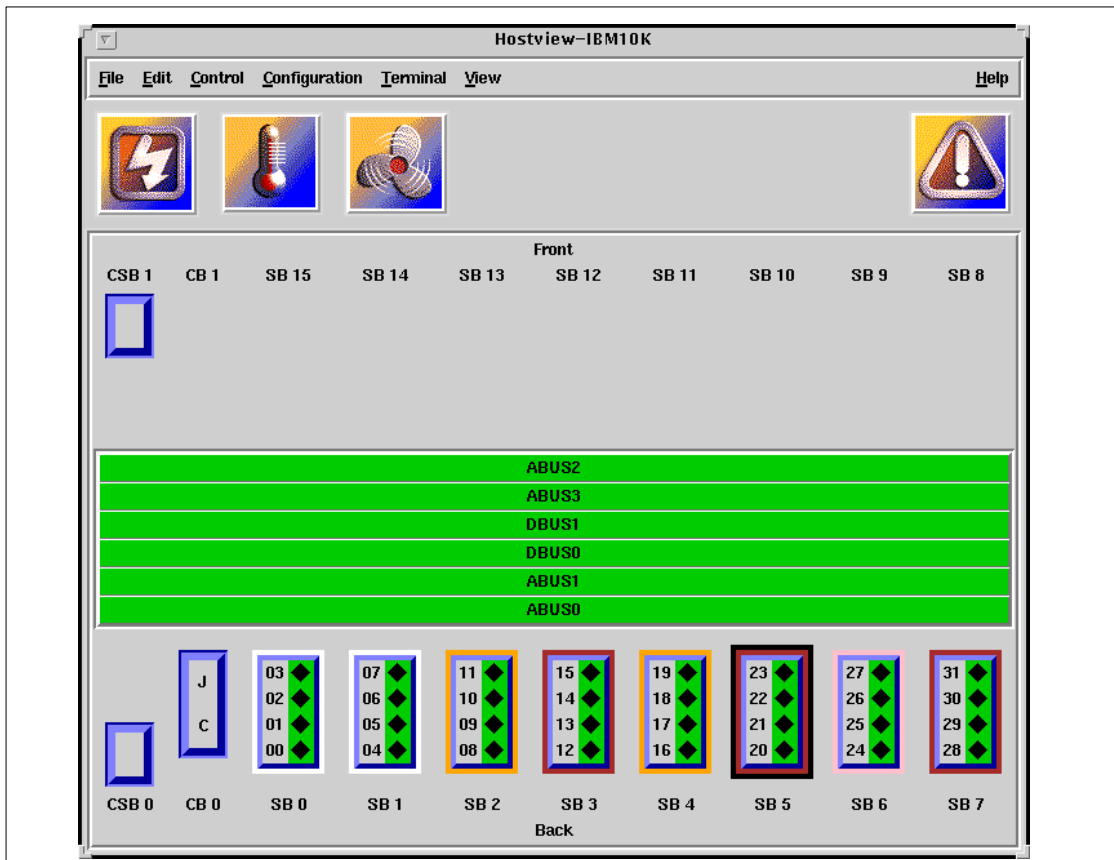 Hostview-IBM10K
File Edit Control Configuration Terminal View Help
Front
CSB 1 CB 1 SB 15 SB 14 SB 13 SB 12 SB 11 SB 10 SB 9 SB 8
ABUS2
ABUS3
DBUS1
DBUS0
ABUS1
ABUS0
J 03 07 11 15 19 23 27 31
02 06 10 14 18 22 26 30
C 01 05 09 13 17 21 25 29
00 04 08 12 16 20 24 28
CSB 0 CB 0 SB 0 SB 1 SB 2 SB 3 SB 4 SB 5 SB 6 SB 7
Back